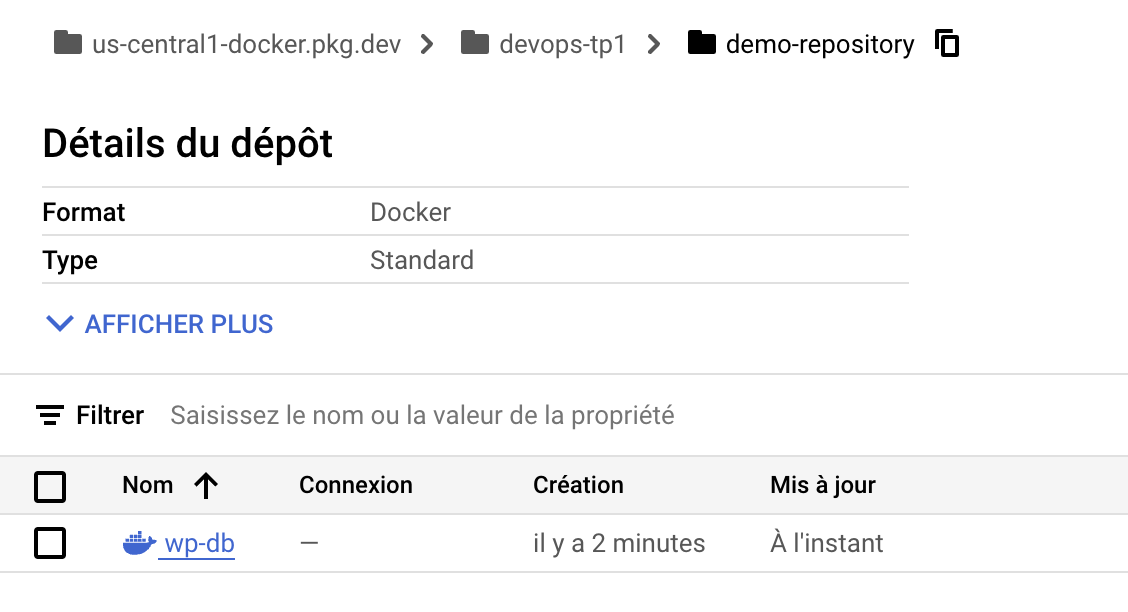 us-central1-docker.pkg.dev > devops-tp1 > demo-repository
Détails du dépôt
Format Docker
Type Standard
AFFICHER PLUS
Filtrer Saisissez le nom ou la valeur de la propriété
Nom Connexion Création Mis à jour
wp-db — il y a 2 minutes À l'instant